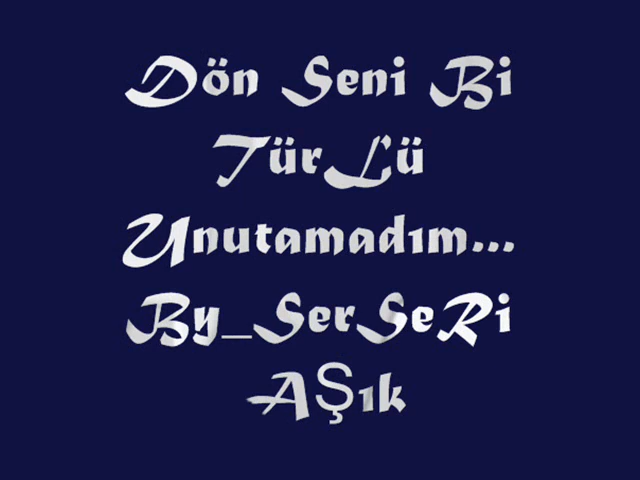 Dön Seni Bi
TürLü
Unutamadım...
By_SerSeRi
AŞık